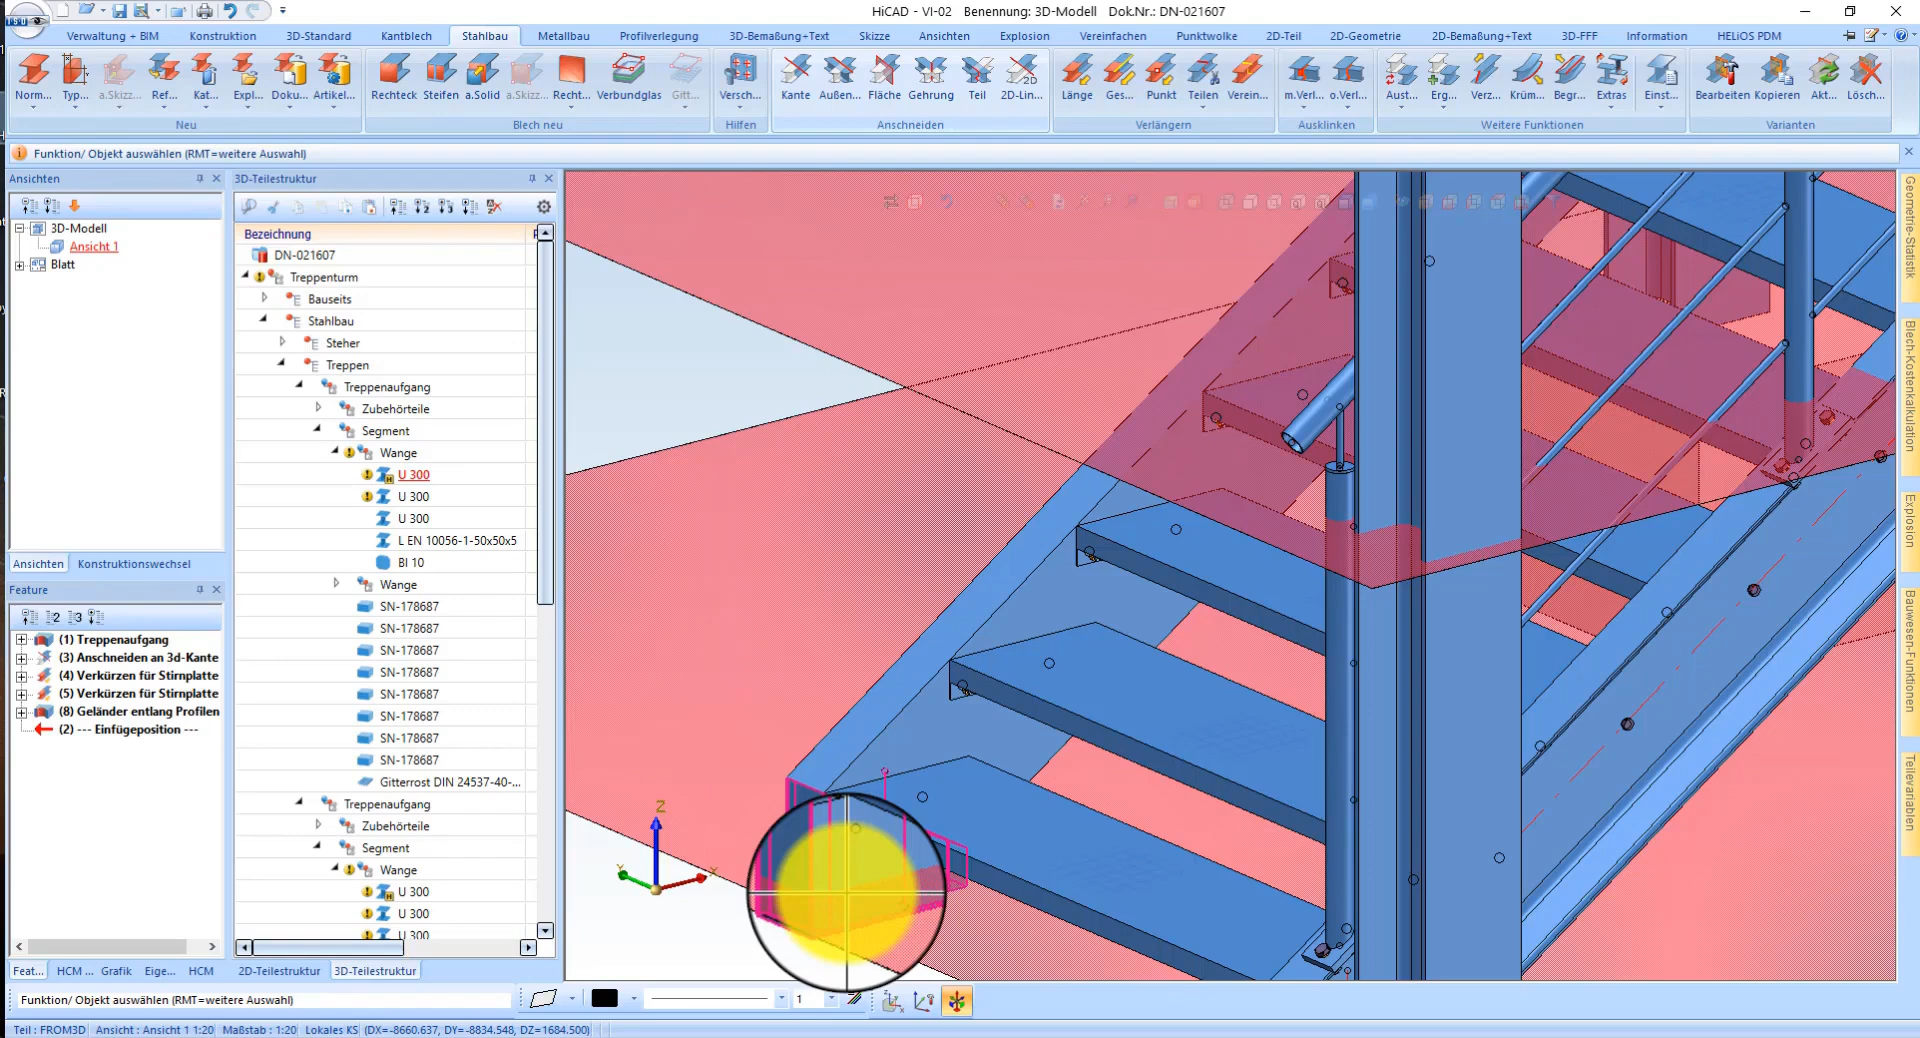 HiCAD - VI-02 Benennung: 3D-Modell Dok.Nr.: DN-021607
Verwaltung + BIM Konstruktion 3D-Standard Kantblech Stahlbau Metallbau Profilverlegung 3D-Bemaßung+Text Skizze Ansichten Explosion Vereinfachen Punktwolke 2D-Teil 2D-Geometrie 2D-Bemaßung+Text 3D-FFF Information HELiOS PDM
Norm... Typ... a.Skizz... Ref... Kat... Expl... Doku... Artikel... Rechteck Steifen a.Solid a.Skizz... Recht... Verbundglas Gitt... Versch... Kante Außen... Fläche Gehrung Teil 2D-Lin... Länge Ges... Punkt Teilen Verein... m.Verl... o.Verl... Aust... Erg... Verz... Krüm... Begr... Extras Einst... Bearbeiten Kopieren Akt... Lösch...
Neu Blech neu Hilfen Anschneiden Verlängern Ausklinken Weitere Funktionen Varianten
Funktion/ Objekt auswählen (RMT=weitere Auswahl)
Ansichten
3D-Modell
Ansicht 1
Blatt
Ansichten Konstruktionswechsel
Feature
(1) Treppenaufgang
(3) Anschneiden an 3d-Kante
(4) Verkürzen für Stirnplatte
(5) Verkürzen für Stirnplatte
(8) Geländer entlang Profilen
(2) --- Einfügeposition ---
Feat... HCM ... Grafik Eige... HCM
3D-Teilestruktur
Bezeichnung
DN-021607
Treppenturm
Bauseits
Stahlbau
Steher
Treppen
Treppenaufgang
Zubehörteile
Segment
Wange
U 300
U 300
U 300
L EN 10056-1-50x50x5
Bl 10
Wange
SN-178687
SN-178687
SN-178687
SN-178687
SN-178687
SN-178687
SN-178687
SN-178687
Gitterrost DIN 24537-40-...
Treppenaufgang
Zubehörteile
Segment
Wange
U 300
U 300
U 300
2D-Teilestruktur 3D-Teilestruktur
Z
Y
X
Geometrie-Statistik
Blech-Kostenkalkulation
Explosion
Bauwesen-Funktionen
Teilevariablen
Funktion/ Objekt auswählen (RMT=weitere Auswahl)
1
Teil : FROM3D Ansicht : Ansicht 1 1:20 Maßstab : 1:20 Lokales KS (DX=-8660.637, DY=-8834.548, DZ=1684.500)